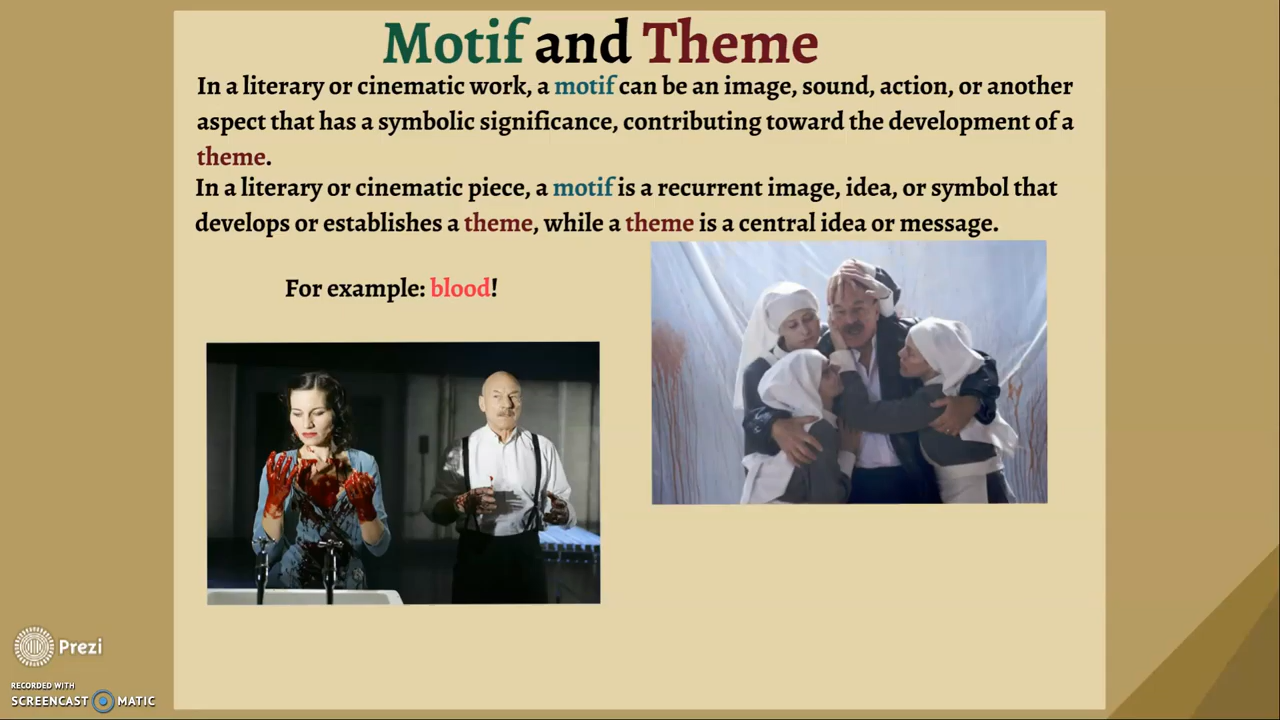 Motif and Theme
In a literary or cinematic work, a motif can be an image, sound, action, or another
aspect that has a symbolic significance, contributing toward the development of a
theme.
In a literary or cinematic piece, a motif is a recurrent image, idea, or symbol that
develops or establishes a theme, while a theme is a central idea or message.
For example: blood!
Prezi
RECORDED WITH
SCREENCAST MATIC